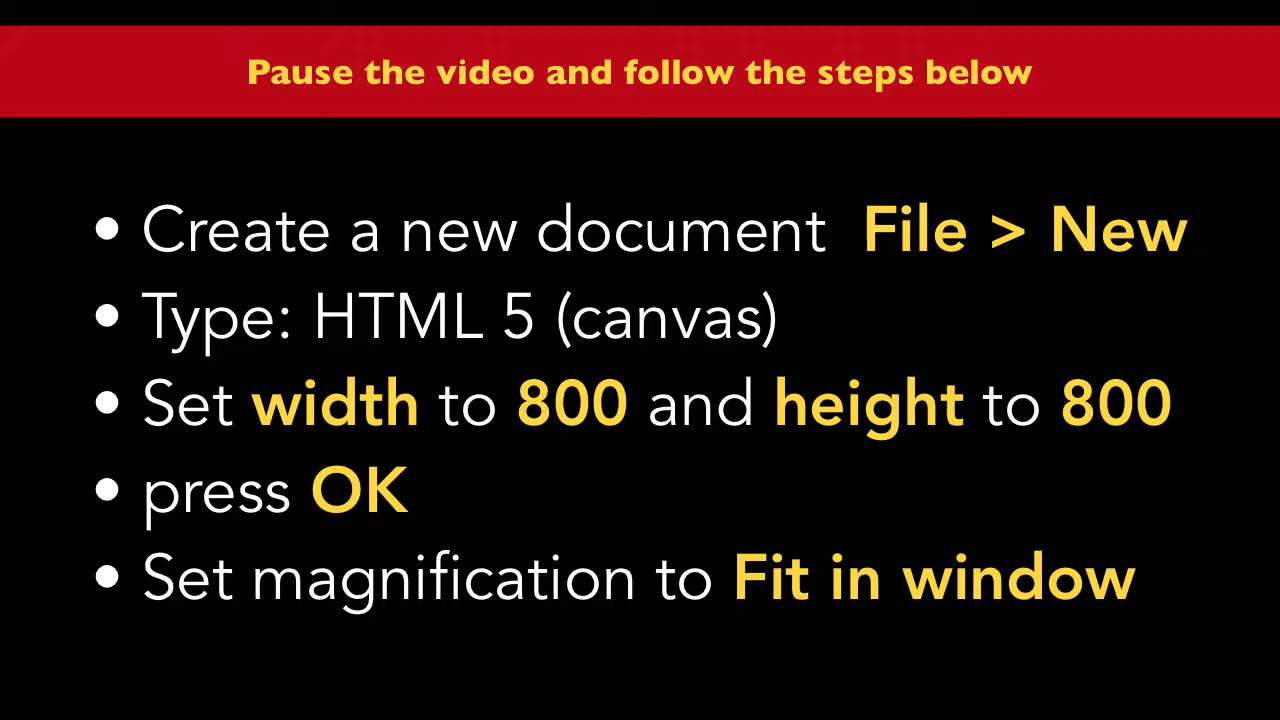 Pause the video and follow the steps below
• Create a new document File > New
• Type: HTML 5 (canvas)
• Set width to 800 and height to 800
• press OK
• Set magnification to Fit in window